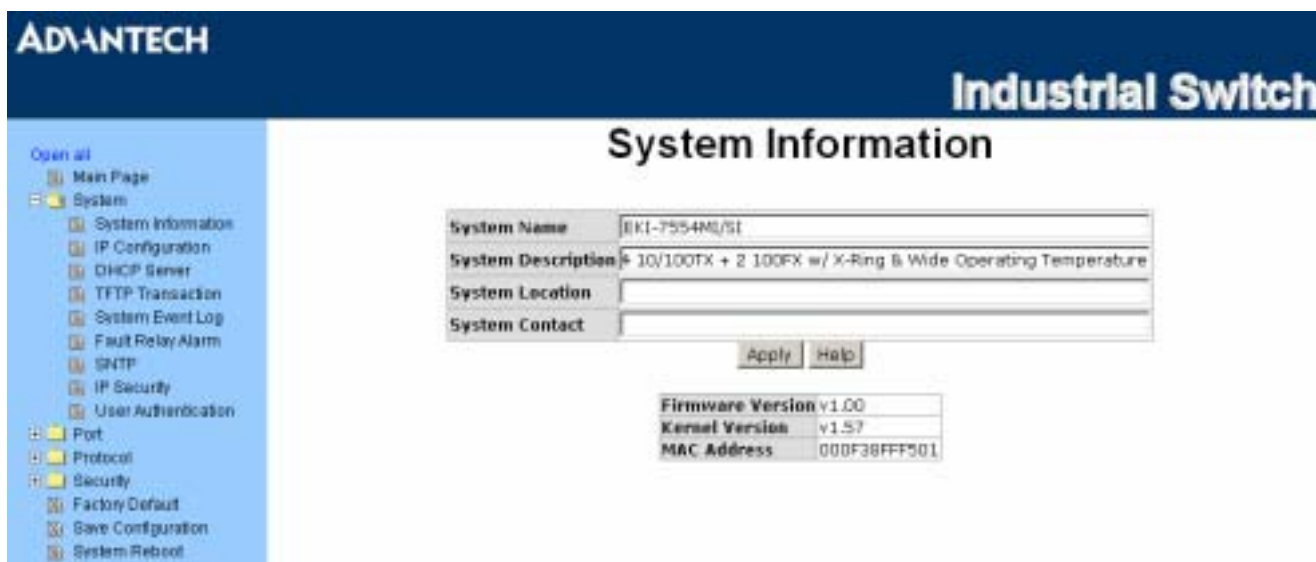 ADVANTECH
Industrial Switch
Open all
Main Page
System
System Information
IP Configuration
DHCP Server
TFTP Transaction
System Event Log
Fault Relay Alarm
SNTP
IP Security
User Authentication
Port
Protocol
Security
Factory Default
Save Configuration
System Reboot
System Information
System Name EKI-7554MI/SI
System Description 10/100TX + 2 100FX w/ X-Ring & Wide Operating Temperature
System Location
System Contact
Apply Help
Firmware Version v1.00
Kernel Version v1.57
MAC Address 000F38FFF501